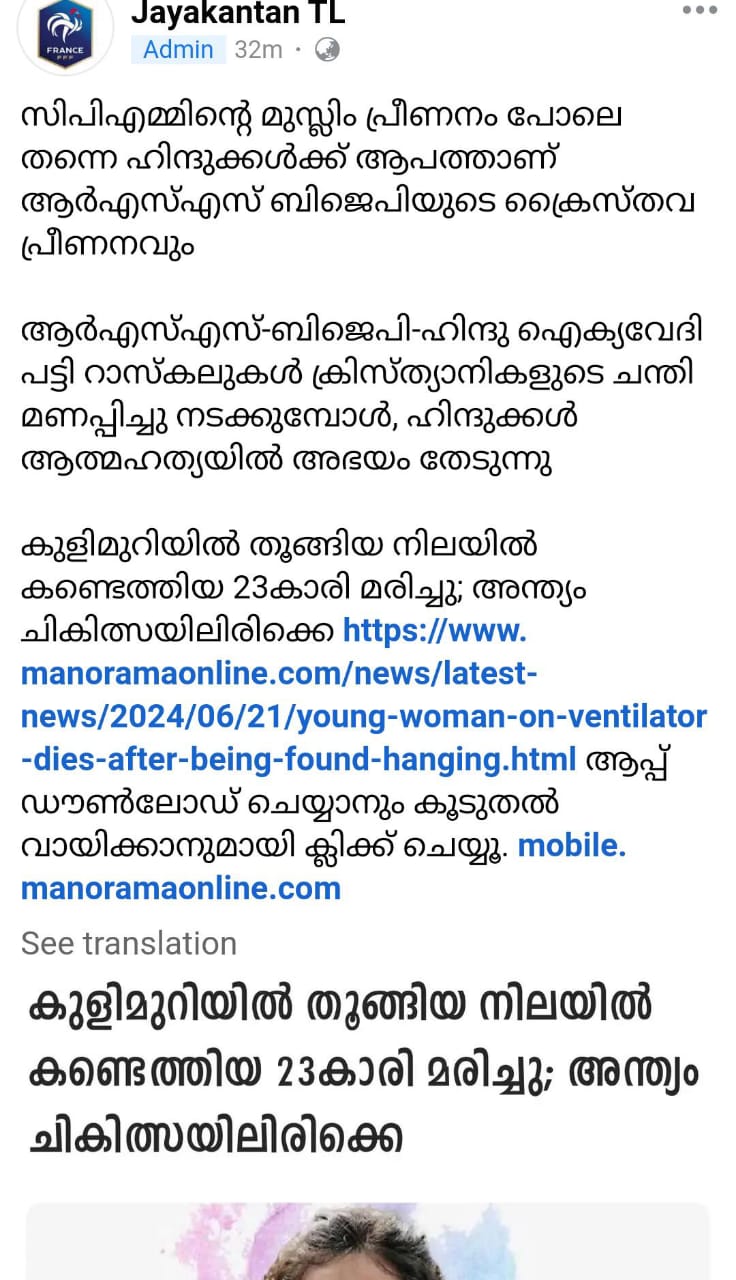 Jayakantan TL
FRANCE
FFF
Admin 32m ·
സിപിഎമ്മിന്റെ മുസ്ലിം പ്രീണനം പോലെ
തന്നെ ഹിന്ദുക്കൾക്ക് ആപത്താണ്
ആർഎസ്എസ് ബിജെപിയുടെ ക്രൈസ്തവ
പ്രീണനവും
ആർഎസ്എസ്-ബിജെപി-ഹിന്ദു ഐക്യവേദി
പട്ടി റാസ്കലുകൾ ക്രിസ്ത്യാനികളുടെ ചന്തി
മണപ്പിച്ചു നടക്കുമ്പോൾ, ഹിന്ദുക്കൾ
ആത്മഹത്യയിൽ അഭയം തേടുന്നു
കുളിമുറിയിൽ തൂങ്ങിയ നിലയിൽ
കണ്ടെത്തിയ 23കാരി മരിച്ചു; അന്ത്യം
ചികിത്സയിലിരിക്കെ https://www.
manoramaonline.com/news/latest-
news/2024/06/21/young-woman-on-ventilator
-dies-after-being-found-hanging.html ആപ്പ്
ഡൗൺലോഡ് ചെയ്യാനും കൂടുതൽ
വായിക്കാനുമായി ക്ലിക്ക് ചെയ്യൂ. mobile.
manoramaonline.com
See translation
കുളിമുറിയിൽ തൂങ്ങിയ നിലയിൽ
കണ്ടെത്തിയ 23കാരി മരിച്ചു; അന്ത്യം
ചികിത്സയിലിരിക്കെ